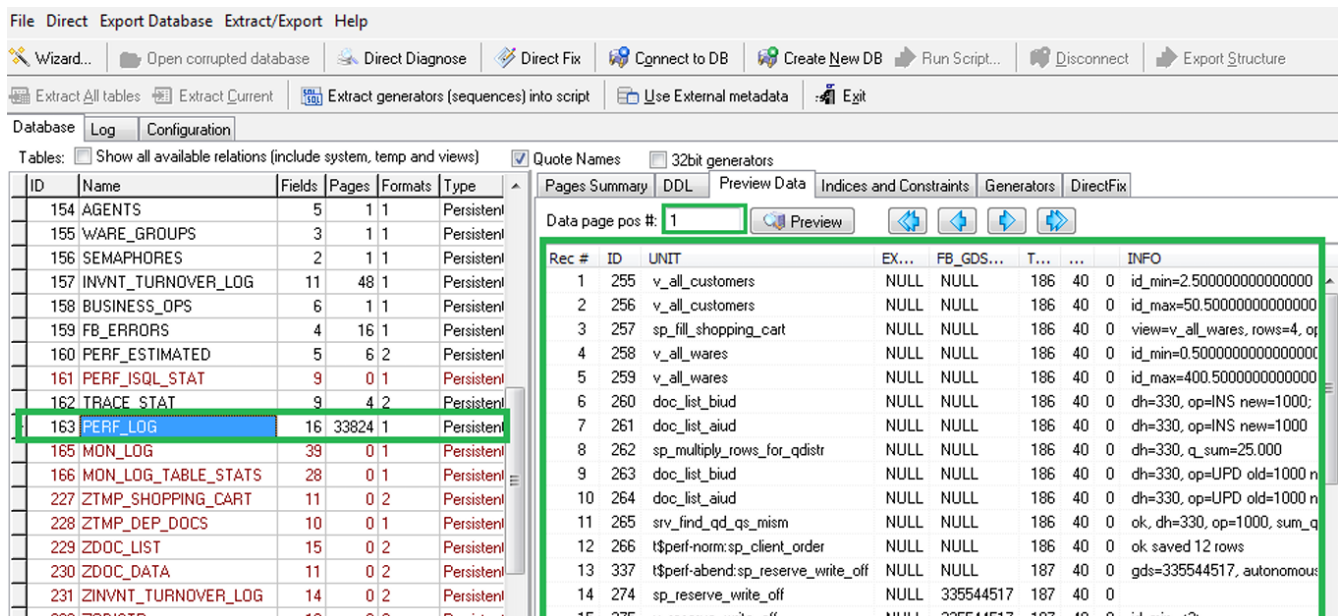 File Direct Export Database Extract/Export Help
Wizard... Open corrupted database Direct Diagnose Direct Fix Connect to DB Create New DB Run Script... Disconnect Export Structure
Extract All tables Extract Current Extract generators (sequences) into script Use External metadata Exit
Database Log Configuration
Tables: Show all available relations (include system, temp and views) Quote Names 32bit generators
ID Name Fields Pages Formats Type
154 AGENTS 5 1 1 Persistent
155 WARE_GROUPS 3 1 1 Persistent
156 SEMAPHORES 2 1 1 Persistent
157 INVNT_TURNOVER_LOG 11 48 1 Persistent
158 BUSINESS_OPS 6 1 1 Persistent
159 FB_ERRORS 4 16 1 Persistent
160 PERF_ESTIMATED 5 6 2 Persistent
161 PERF_ISQL_STAT 9 0 1 Persistent
162 TRACE_STAT 9 4 2 Persistent
163 PERF_LOG 16 33824 1 Persistent
165 MON_LOG 39 0 1 Persistent
166 MON_LOG_TABLE_STATS 28 0 1 Persistent
227 ZTMP_SHOPPING_CART 11 0 2 Persistent
228 ZTMP_DEP_DOCS 10 0 1 Persistent
229 ZDOC_LIST 15 0 2 Persistent
230 ZDOC_DATA 11 0 2 Persistent
231 ZINVNT_TURNOVER_LOG 14 0 2 Persistent
Pages Summary DDL Preview Data Indices and Constraints Generators DirectFix
Data page pos #: 1 Preview
Rec # ID UNIT EX... FB_GDS... T... ... INFO
1 255 v_all_customers NULL NULL 186 40 0 id_min=2.500000000000000
2 256 v_all_customers NULL NULL 186 40 0 id_max=50.50000000000000
3 257 sp_fill_shopping_cart NULL NULL 186 40 0 view=v_all_wares, rows=4, op
4 258 v_all_wares NULL NULL 186 40 0 id_min=0.5000000000000000
5 259 v_all_wares NULL NULL 186 40 0 id_max=400.5000000000000
6 260 doc_list_biud NULL NULL 186 40 0 dh=330, op=INS new=1000;
7 261 doc_list_aiud NULL NULL 186 40 0 dh=330, op=INS new=1000
8 262 sp_multiply_rows_for_qdistr NULL NULL 186 40 0 dh=330, q_sum=25.000
9 263 doc_list_biud NULL NULL 186 40 0 dh=330, op=UPD old=1000 n
10 264 doc_list_aiud NULL NULL 186 40 0 dh=330, op=UPD old=1000 n
11 265 srv_find_qd_qs_mism NULL NULL 186 40 0 ok, dh=330, op=1000, sum_q
12 266 t$perf-norm:sp_client_order NULL NULL 186 40 0 ok saved 12 rows
13 337 t$perf-abend:sp_reserve_write_off NULL NULL 187 40 0 gds=335544517, autonomous
14 274 sp_reserve_write_off NULL 335544517 187 40 0